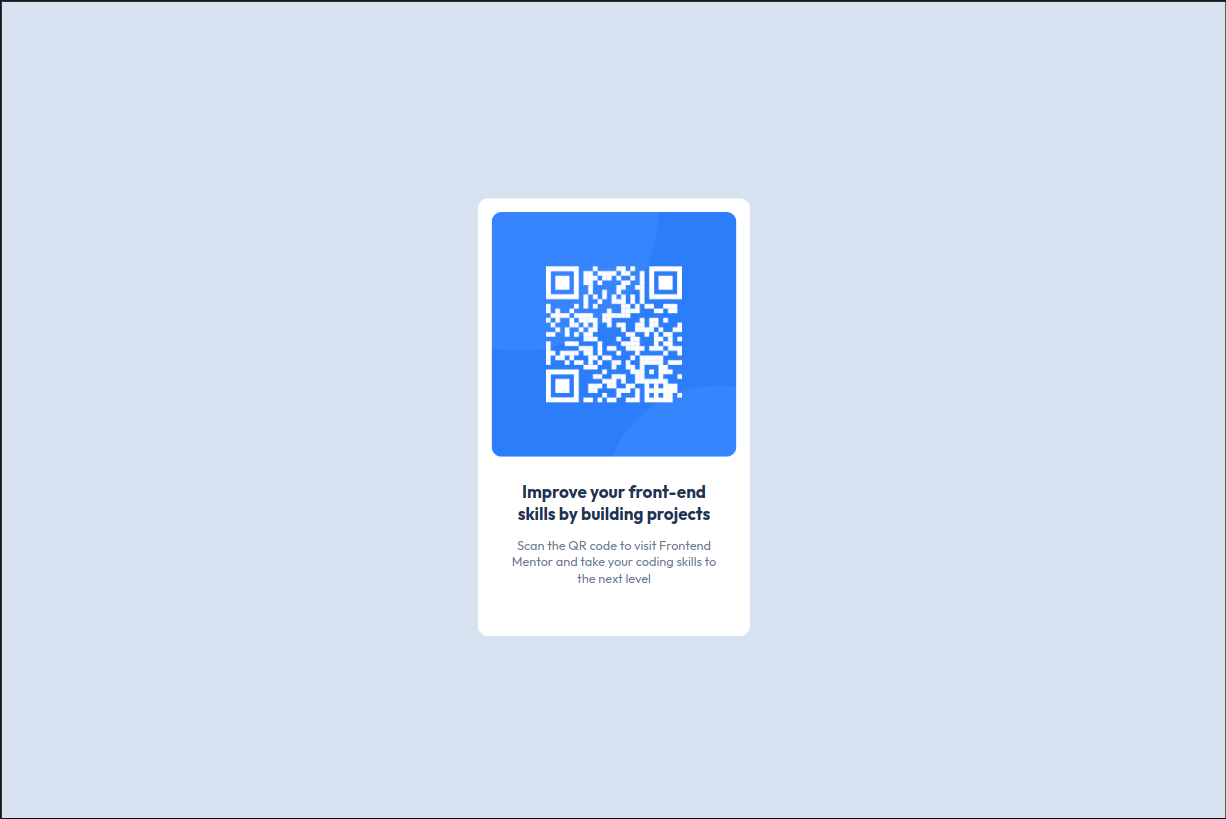 Improve your front-end
skills by building projects
Scan the QR code to visit Frontend
Mentor and take your coding skills to
the next level